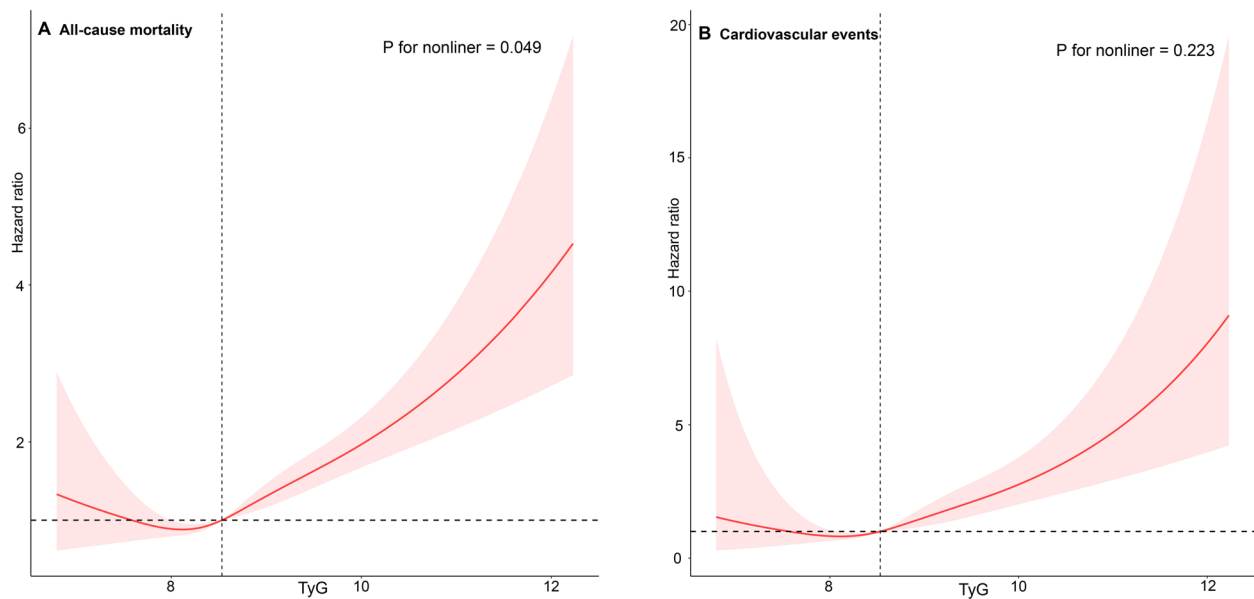 A All-cause mortality
P for nonliner = 0.049
Hazard ratio
6
4
2
8
10
12
TyG
B Cardiovascular events
P for nonliner = 0.223
Hazard ratio
20
15
10
5
0
8
10
12
TyG